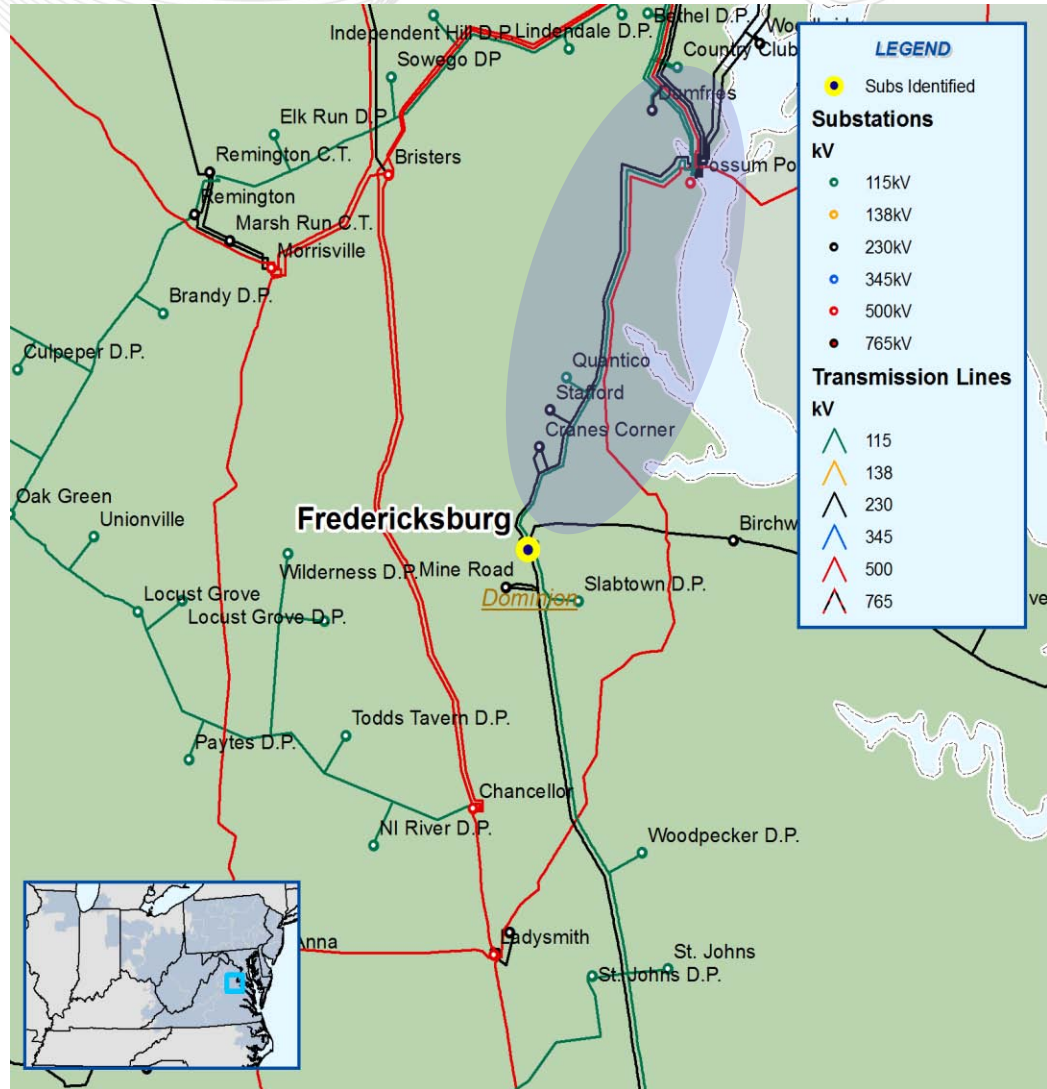 Bethel D.P.
Independent Hill D.P.
Lindendale D.P.
Sowego DP
Country Club
Dumfries
Elk Run D.P.
Remington C.T.
Bristers
Possum Po
Remington
Marsh Run C.T.
Morrisville
Brandy D.P.
Culpeper D.P.
Quantico
Stafford
Cranes Corner
Oak Green
Unionville
Fredericksburg
Birchw
Wilderness D.P.
Mine Road
Slabtown D.P.
Dominion
Locust Grove
Locust Grove D.P.
Todds Tavern D.P.
Paytes D.P.
Chancellor
NI River D.P.
Woodpecker D.P.
Anna
Ladysmith
St. Johns
St. Johns D.P.
LEGEND
Subs Identified
Substations
kV
115kV
138kV
230kV
345kV
500kV
765kV
Transmission Lines
kV
115
138
230
345
500
765
ve